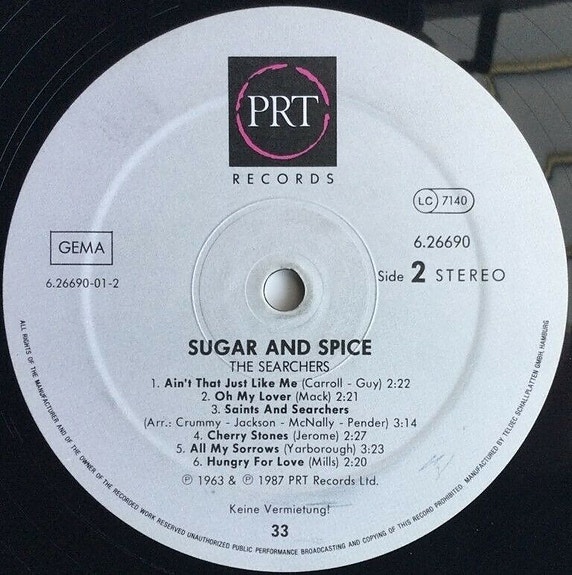 PRT
RECORDS
LC 7140
GEMA
6.26690
6.26690-01-2
Side 2 STEREO
SUGAR AND SPICE
THE SEARCHERS
1. Ain't That Just Like Me (Carroll - Guy) 2:22
2. Oh My Lover (Mack) 2:21
3. Saints And Searchers
(Arr.: Crummy - Jackson - McNally - Pender) 3:14
4. Cherry Stones (Jerome) 2:27
5. All My Sorrows (Yarborough) 3:23
6. Hungry For Love (Mills) 2:20
Ⓟ 1963 & Ⓟ 1987 PRT Records Ltd.
Keine Vermietung!
33
ALL RIGHTS OF THE MANUFACTURER AND OF THE OWNER OF THE RECORDED WORK RESERVED UNAUTHORIZED PUBLIC PERFORMANCE BROADCASTING AND COPYING OF THIS RECORD PROHIBITED. MANUFACTURED BY TELDEC SCHALLPLATTEN GMBH, HAMBURG